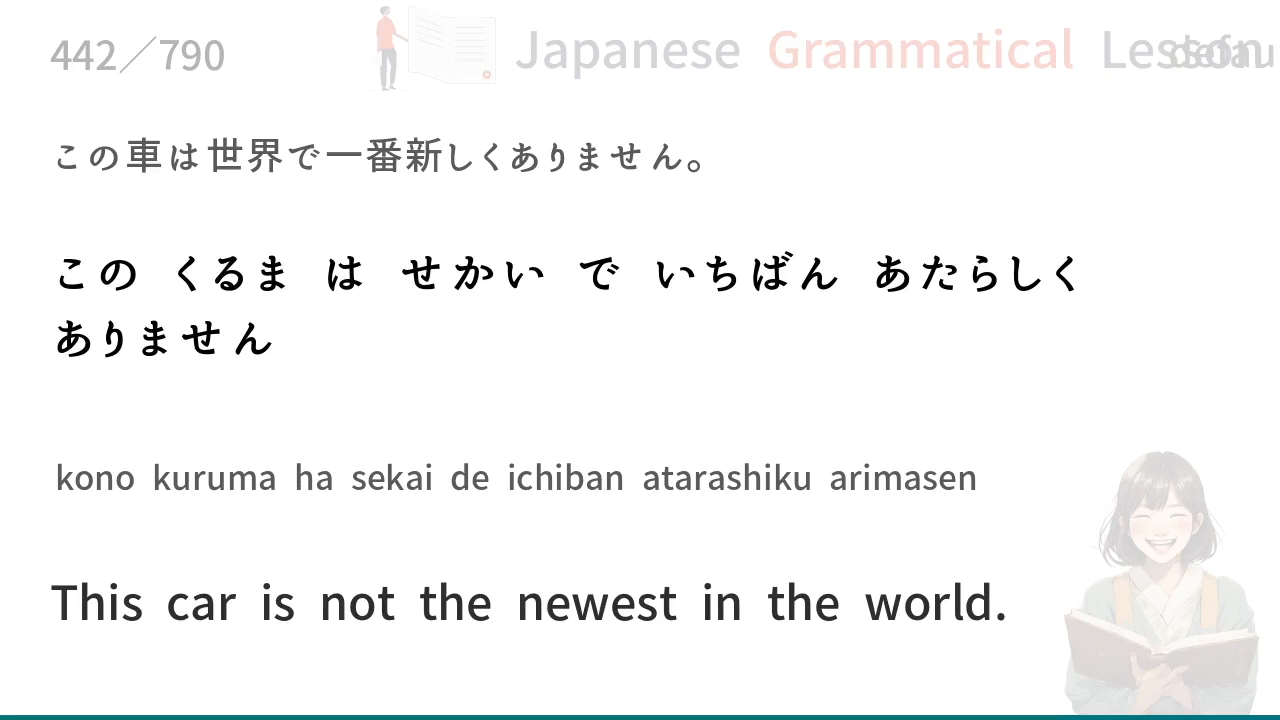 442／790
Japanese Grammatical Lesson
この車は世界で一番新しくありません。
この くるま は せかい で いちばん あたらしく
ありません
kono kuruma ha sekai de ichiban atarashiku arimasen
This car is not the newest in the world.